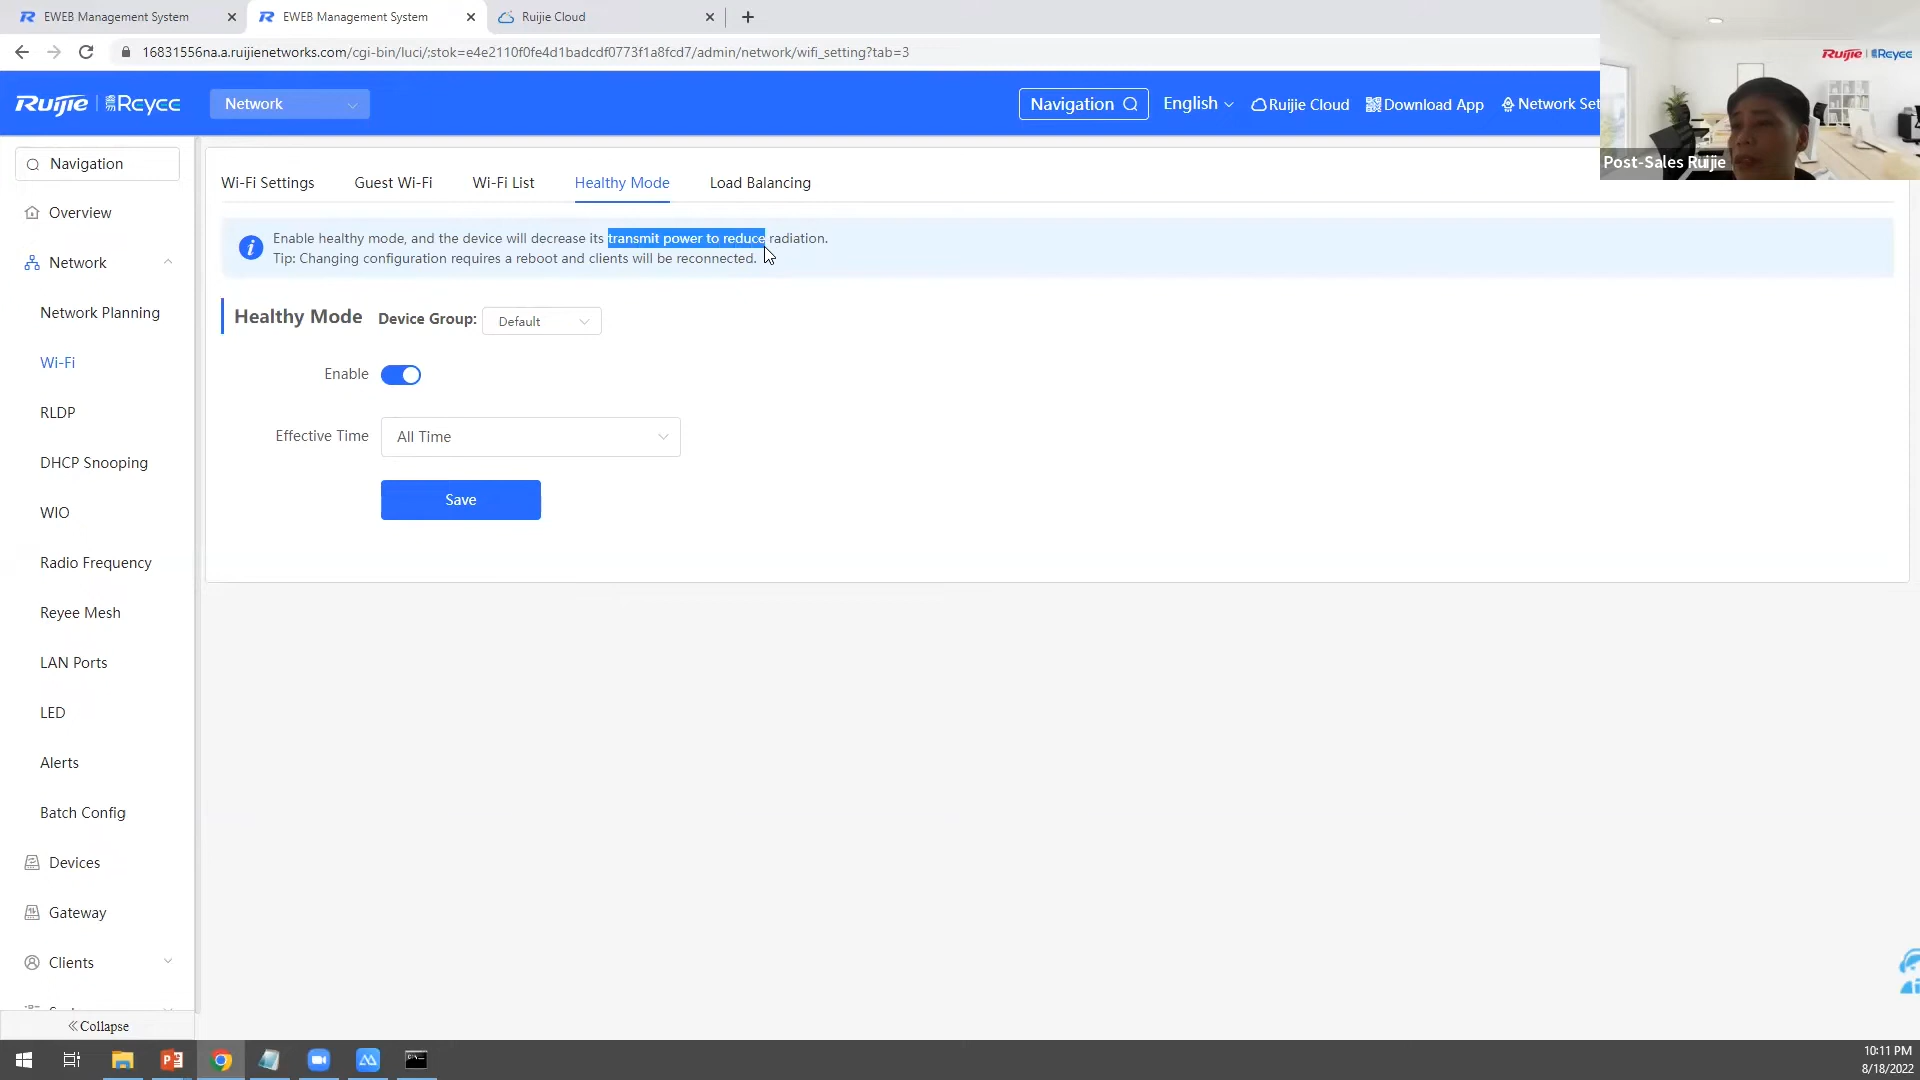 EWEB Management System
EWEB Management System
Ruijie Cloud
16831556na.a.ruijienetworks.com/cgi-bin/luci/;stok=e4e2110f0fe4d1badcdf0773f1a8fcd7/admin/network/wifi_setting?tab=3
Ruijie | Reyee
Network
Navigation
English
Ruijie Cloud
Download App
Network Set
Ruijie | Reyee
Post-Sales Ruijie
Navigation
Overview
Network
Network Planning
Wi-Fi
RLDP
DHCP Snooping
WIO
Radio Frequency
Reyee Mesh
LAN Ports
LED
Alerts
Batch Config
Devices
Gateway
Clients
Collapse
Wi-Fi Settings
Guest Wi-Fi
Wi-Fi List
Healthy Mode
Load Balancing
Enable healthy mode, and the device will decrease its transmit power to reduce radiation.
Tip: Changing configuration requires a reboot and clients will be reconnected.
Healthy Mode
Device Group:
Default
Enable
Effective Time
All Time
Save
10:11 PM
8/18/2022